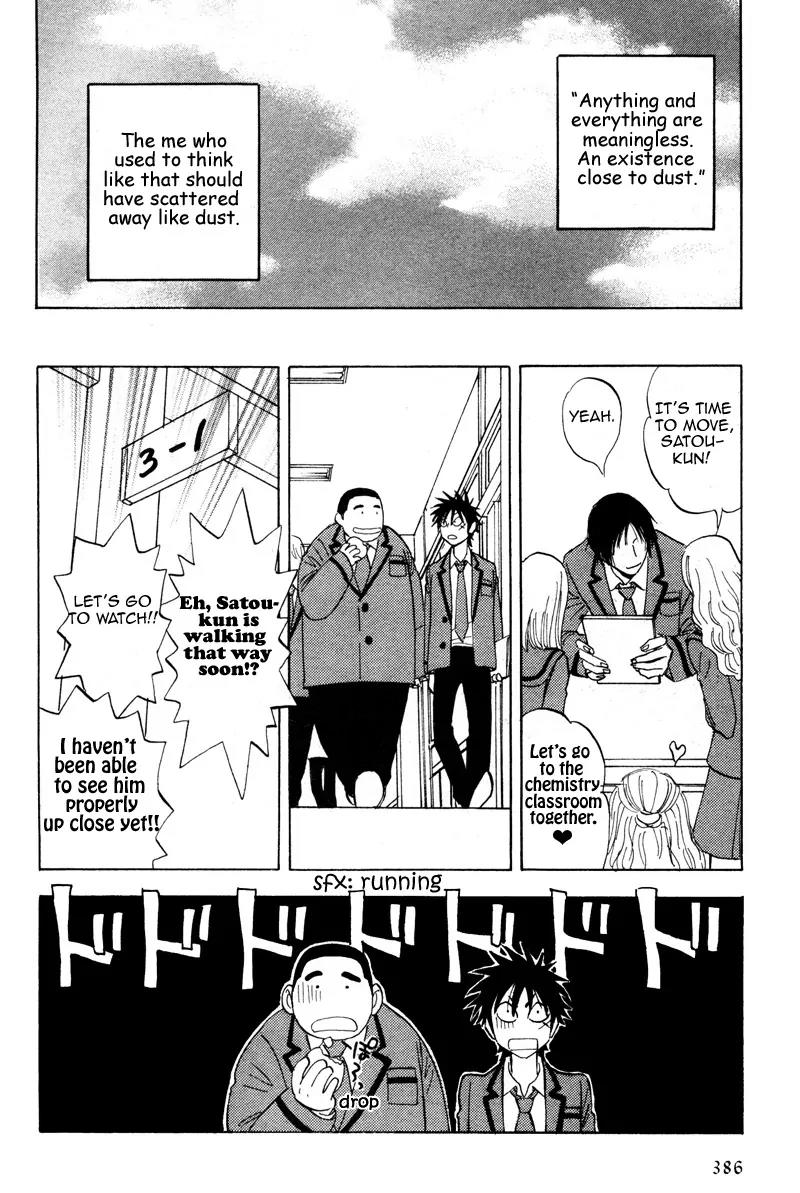 "Anything and
everything are
meaningless.
An existence
close to dust."
The me who
used to think
like that should
have scattered
away like dust.
IT'S TIME
TO MOVE,
SATOU-
KUN!
YEAH.
Let's go
to the
chemistry
classroom
together.
❤
3-1
Eh, Satou-
kun is
walking
that way
soon!?
LET'S GO
TO WATCH!!
I haven't
been able
to see him
properly
up close yet!!
sfx: running
ドドドドドドド
ぽ〜
drop
386